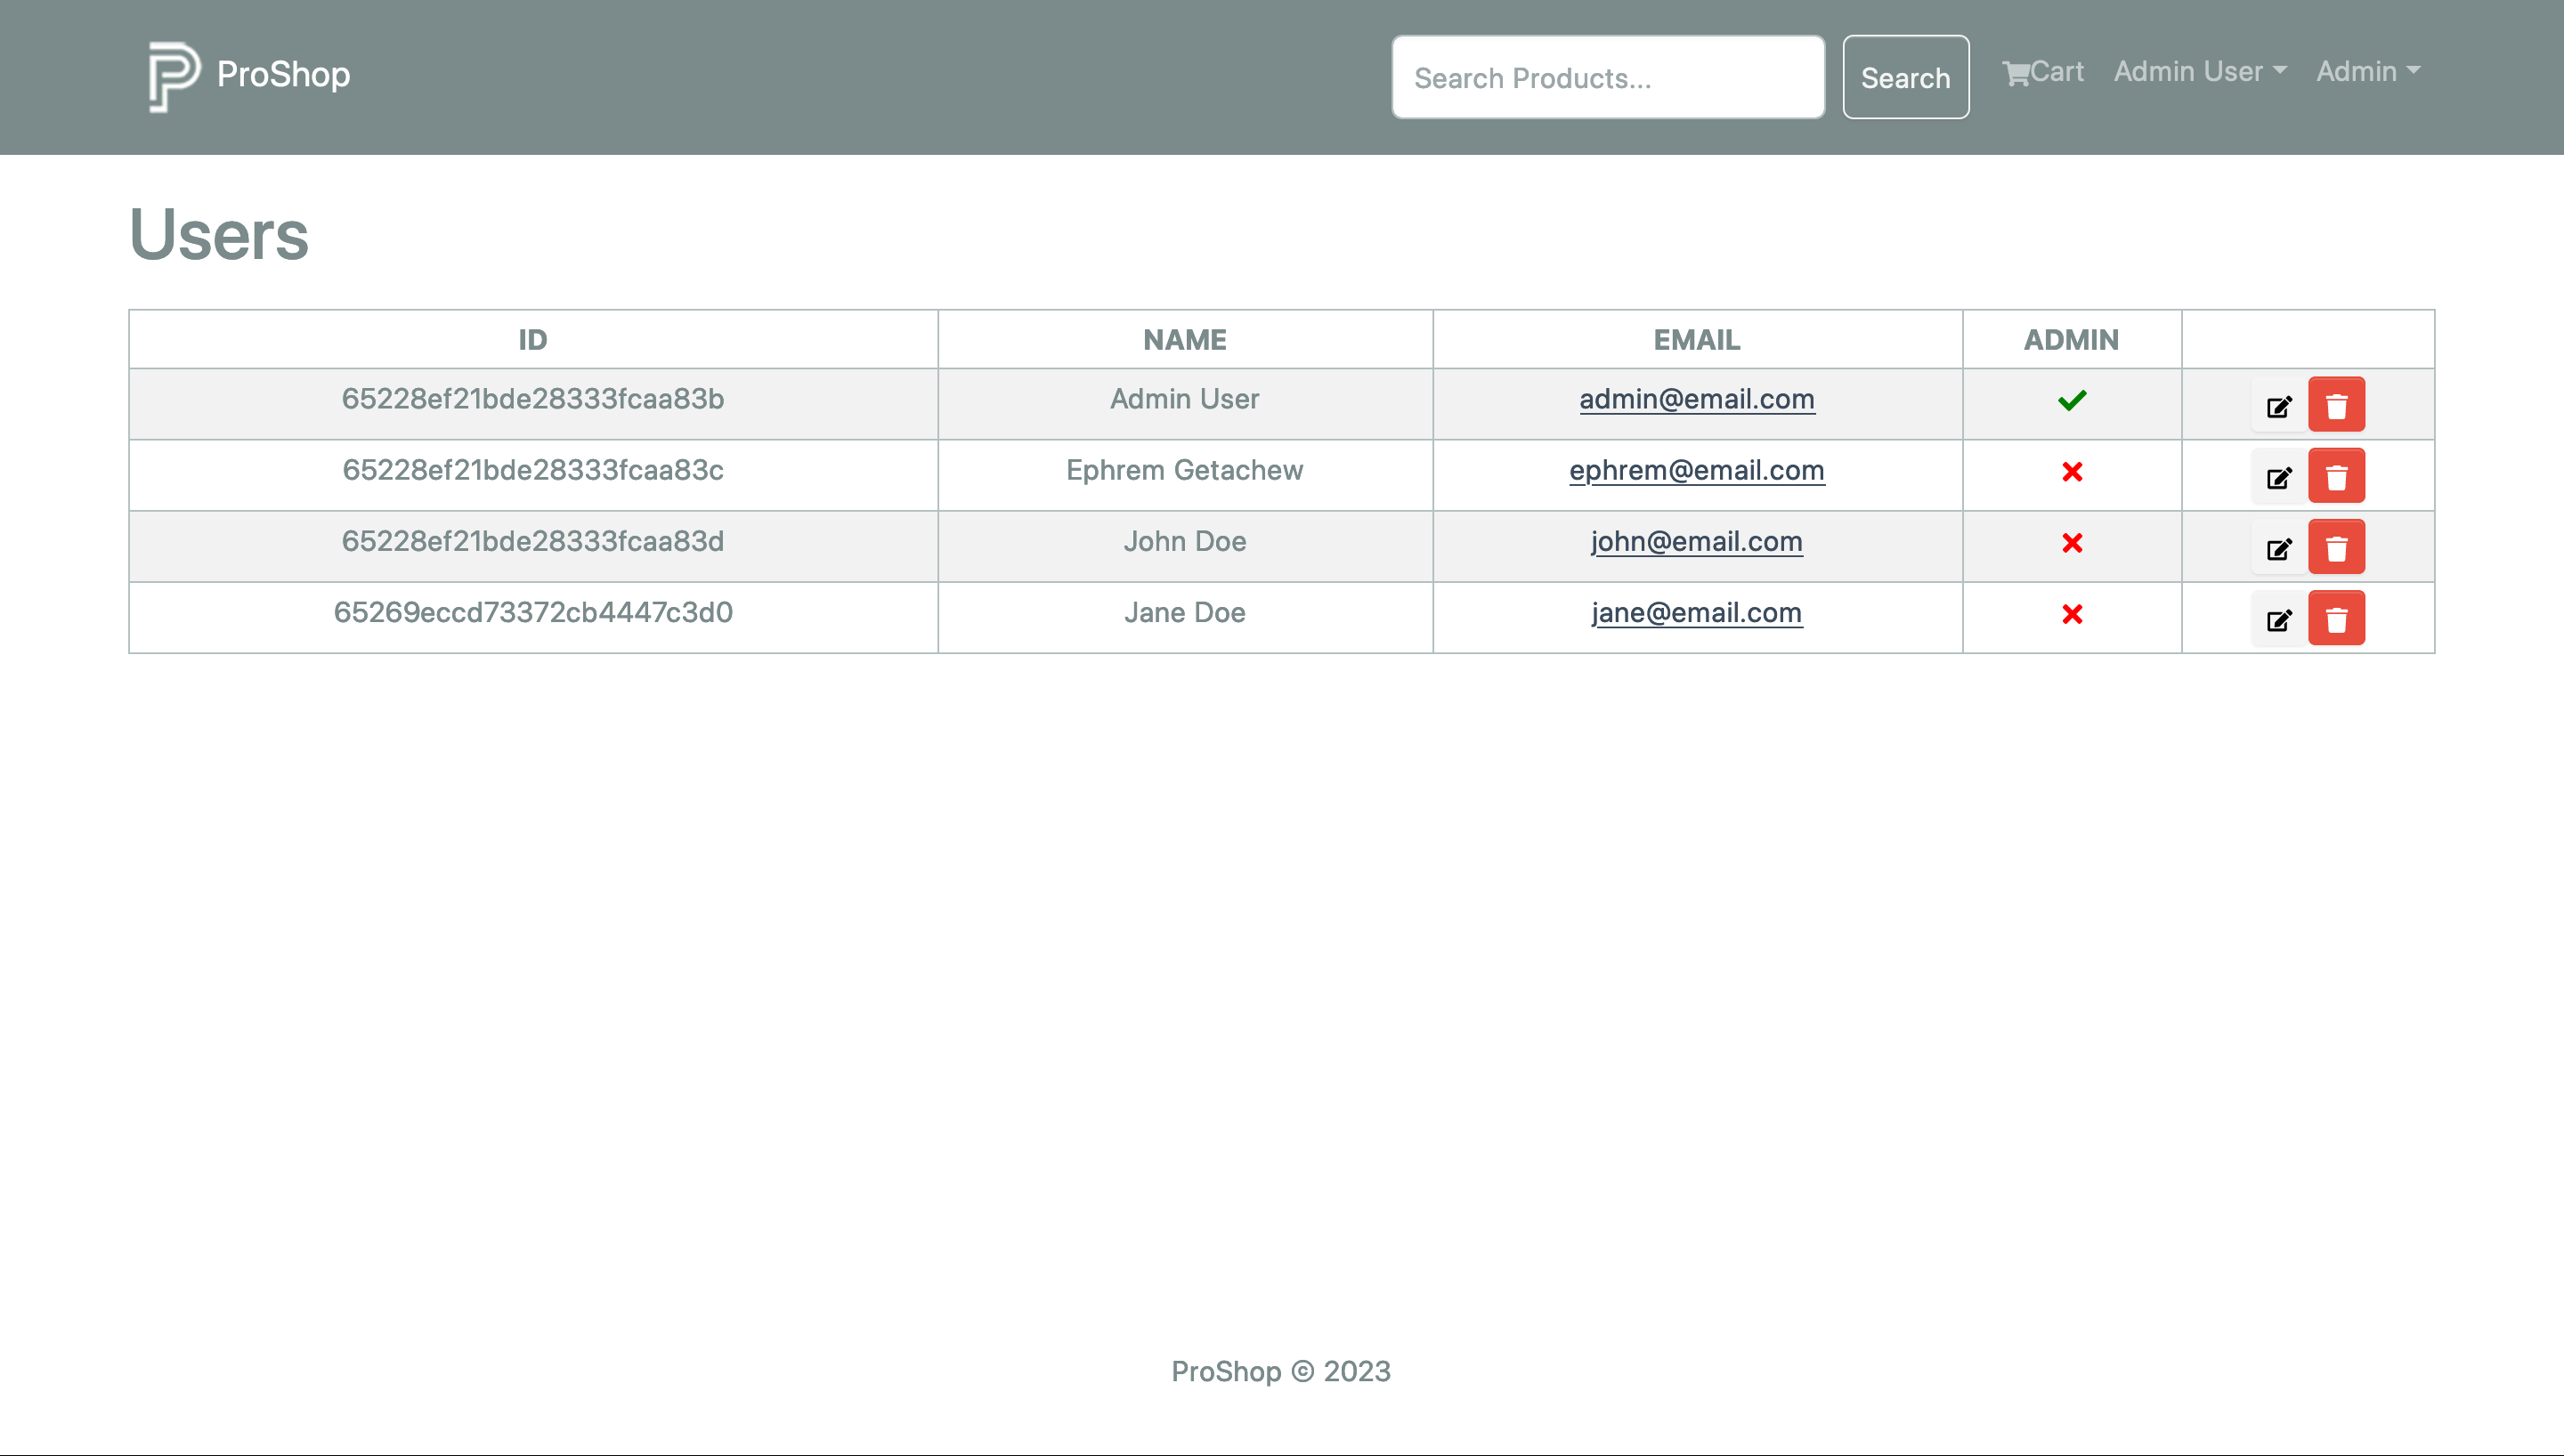 ProShop
Search Products...
Search
Cart
Admin User
Admin
Users
ID NAME EMAIL ADMIN
65228ef21bde28333fcaa83b Admin User admin@email.com
65228ef21bde28333fcaa83c Ephrem Getachew ephrem@email.com
65228ef21bde28333fcaa83d John Doe john@email.com
65269eccd73372cb4447c3d0 Jane Doe jane@email.com
ProShop © 2023